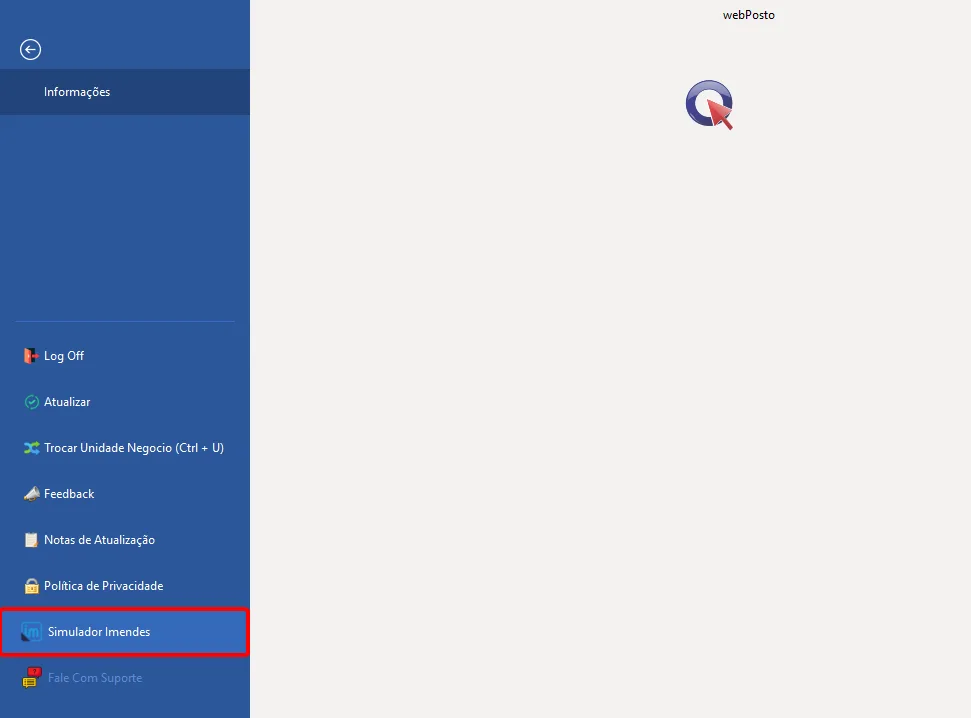 webPosto
Informações
Log Off
Atualizar
Trocar Unidade Negocio (Ctrl + U)
Feedback
Notas de Atualização
Política de Privacidade
im Simulador Imendes
Fale Com Suporte